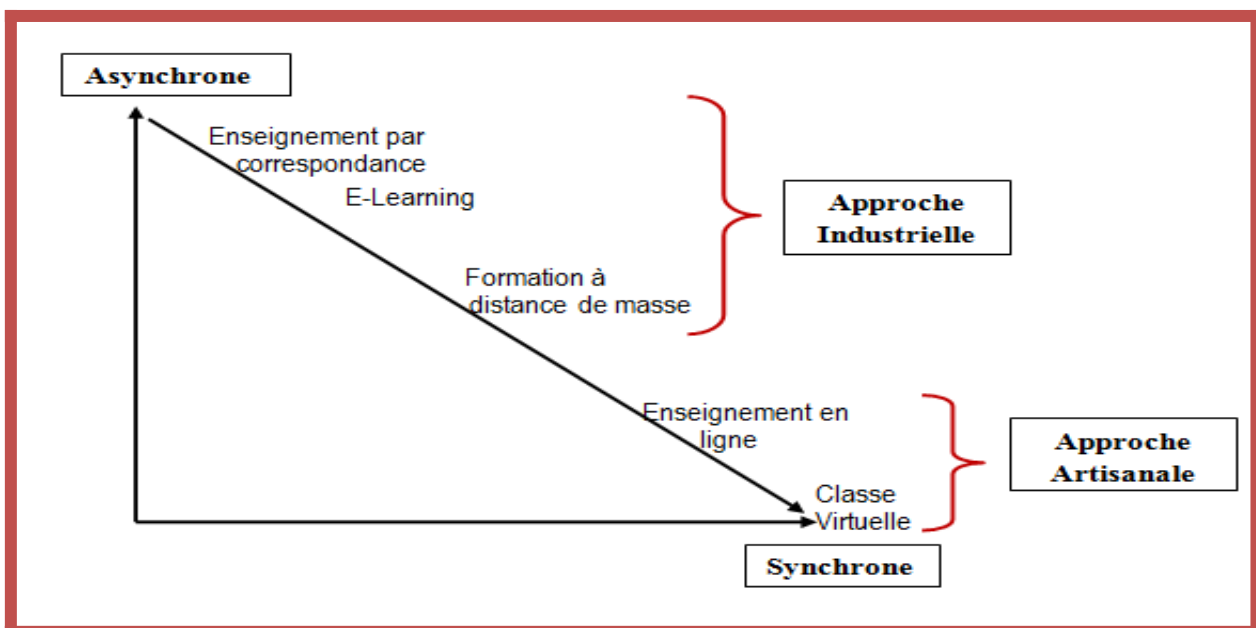 Asynchrone
Enseignement par
correspondance
E-Learning
Approche
Industrielle
Formation à
distance de masse
Enseignement en
ligne
Approche
Artisanale
Classe
Virtuelle
Synchrone